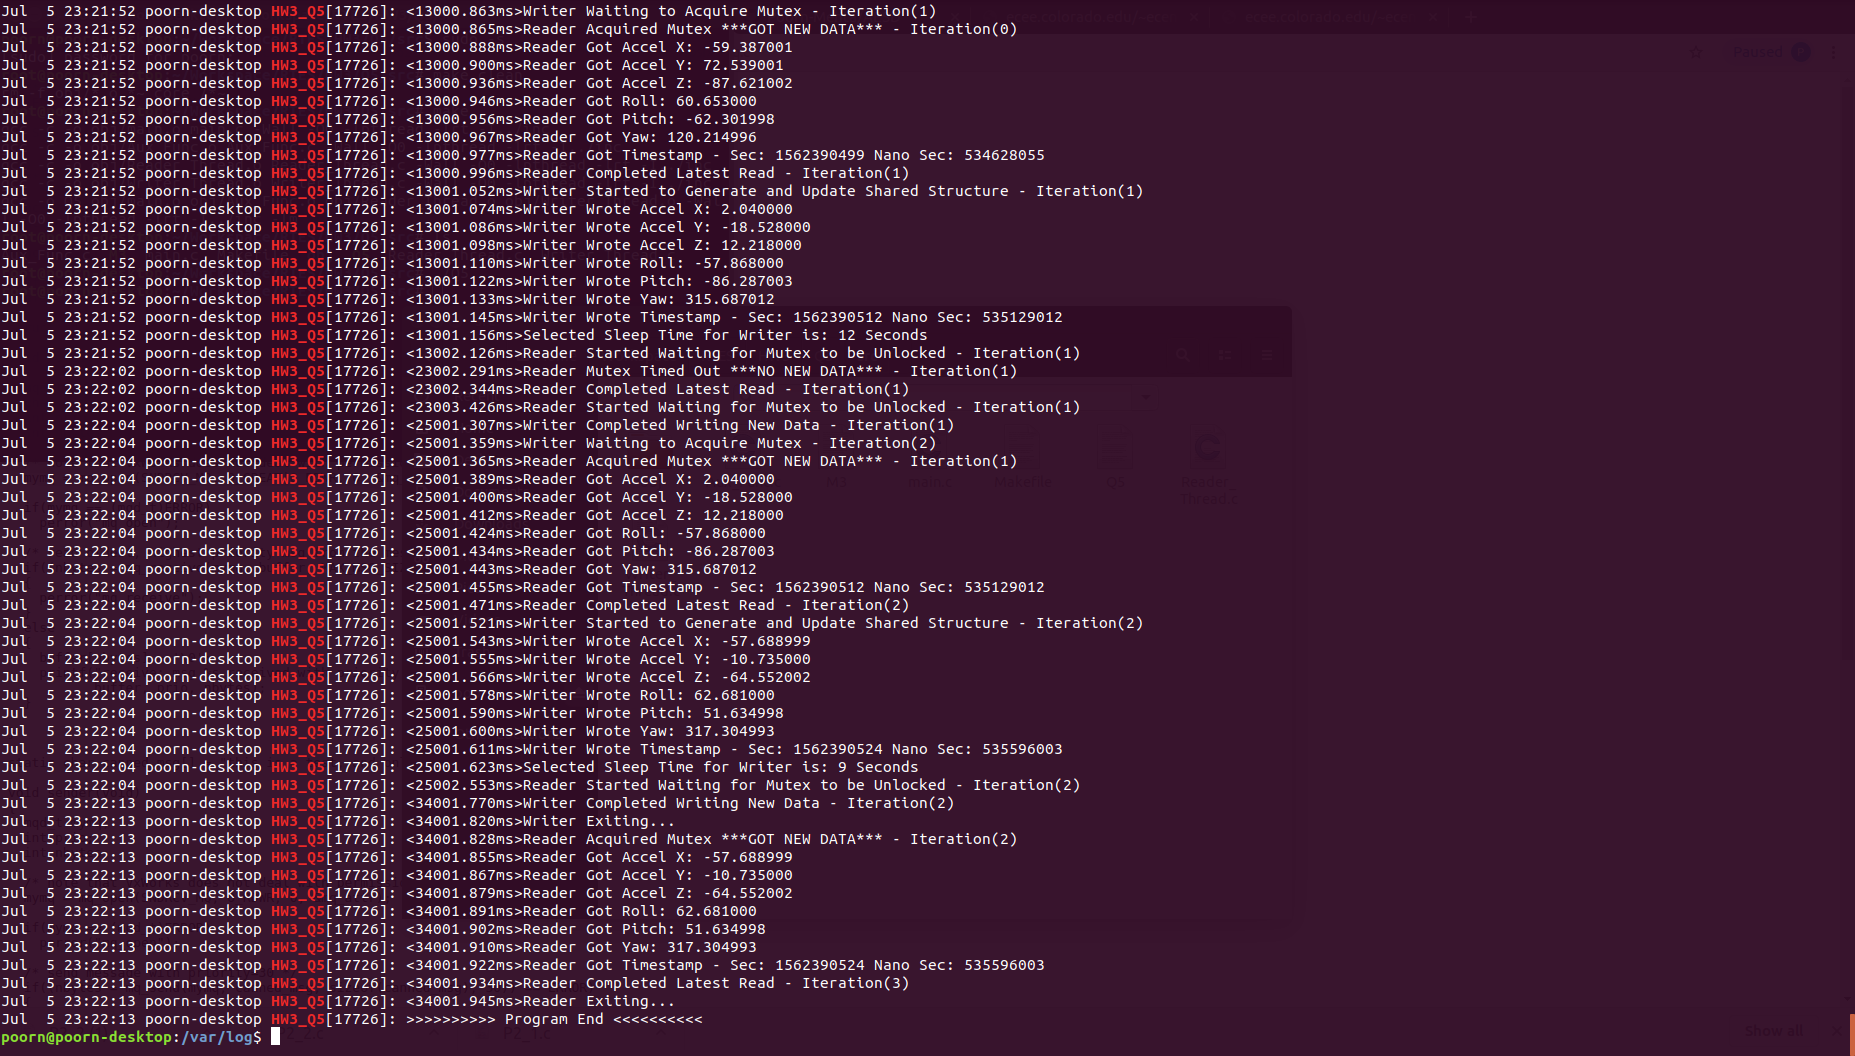 Jul  5 23:21:52 poorn-desktop HW3_Q5[17726]: <13000.863ms>Writer Waiting to Acquire Mutex - Iteration(1)
Jul  5 23:21:52 poorn-desktop HW3_Q5[17726]: <13000.865ms>Reader Acquired Mutex ***GOT NEW DATA*** - Iteration(0)
Jul  5 23:21:52 poorn-desktop HW3_Q5[17726]: <13000.888ms>Reader Got Accel X: -59.387001
Jul  5 23:21:52 poorn-desktop HW3_Q5[17726]: <13000.900ms>Reader Got Accel Y: 72.539001
Jul  5 23:21:52 poorn-desktop HW3_Q5[17726]: <13000.936ms>Reader Got Accel Z: -87.621002
Jul  5 23:21:52 poorn-desktop HW3_Q5[17726]: <13000.946ms>Reader Got Roll: 60.653000
Jul  5 23:21:52 poorn-desktop HW3_Q5[17726]: <13000.956ms>Reader Got Pitch: -62.301998
Jul  5 23:21:52 poorn-desktop HW3_Q5[17726]: <13000.967ms>Reader Got Yaw: 120.214996
Jul  5 23:21:52 poorn-desktop HW3_Q5[17726]: <13000.977ms>Reader Got Timestamp - Sec: 1562390499 Nano Sec: 534628055
Jul  5 23:21:52 poorn-desktop HW3_Q5[17726]: <13000.996ms>Reader Completed Latest Read - Iteration(1)
Jul  5 23:21:52 poorn-desktop HW3_Q5[17726]: <13001.052ms>Writer Started to Generate and Update Shared Structure - Iteration(1)
Jul  5 23:21:52 poorn-desktop HW3_Q5[17726]: <13001.074ms>Writer Wrote Accel X: 2.040000
Jul  5 23:21:52 poorn-desktop HW3_Q5[17726]: <13001.086ms>Writer Wrote Accel Y: -18.528000
Jul  5 23:21:52 poorn-desktop HW3_Q5[17726]: <13001.098ms>Writer Wrote Accel Z: 12.218000
Jul  5 23:21:52 poorn-desktop HW3_Q5[17726]: <13001.110ms>Writer Wrote Roll: -57.868000
Jul  5 23:21:52 poorn-desktop HW3_Q5[17726]: <13001.122ms>Writer Wrote Pitch: -86.287003
Jul  5 23:21:52 poorn-desktop HW3_Q5[17726]: <13001.133ms>Writer Wrote Yaw: 315.687012
Jul  5 23:21:52 poorn-desktop HW3_Q5[17726]: <13001.145ms>Writer Wrote Timestamp - Sec: 1562390512 Nano Sec: 535129012
Jul  5 23:21:52 poorn-desktop HW3_Q5[17726]: <13001.156ms>Selected Sleep Time for Writer is: 12 Seconds
Jul  5 23:21:52 poorn-desktop HW3_Q5[17726]: <13002.126ms>Reader Started Waiting for Mutex to be Unlocked - Iteration(1)
Jul  5 23:22:02 poorn-desktop HW3_Q5[17726]: <23002.291ms>Reader Mutex Timed Out ***NO NEW DATA*** - Iteration(1)
Jul  5 23:22:02 poorn-desktop HW3_Q5[17726]: <23002.344ms>Reader Completed Latest Read - Iteration(1)
Jul  5 23:22:02 poorn-desktop HW3_Q5[17726]: <23003.426ms>Reader Started Waiting for Mutex to be Unlocked - Iteration(1)
Jul  5 23:22:04 poorn-desktop HW3_Q5[17726]: <25001.307ms>Writer Completed Writing New Data - Iteration(1)
Jul  5 23:22:04 poorn-desktop HW3_Q5[17726]: <25001.359ms>Writer Waiting to Acquire Mutex - Iteration(2)
Jul  5 23:22:04 poorn-desktop HW3_Q5[17726]: <25001.365ms>Reader Acquired Mutex ***GOT NEW DATA*** - Iteration(1)
Jul  5 23:22:04 poorn-desktop HW3_Q5[17726]: <25001.389ms>Reader Got Accel X: 2.040000
Jul  5 23:22:04 poorn-desktop HW3_Q5[17726]: <25001.400ms>Reader Got Accel Y: -18.528000
Jul  5 23:22:04 poorn-desktop HW3_Q5[17726]: <25001.412ms>Reader Got Accel Z: 12.218000
Jul  5 23:22:04 poorn-desktop HW3_Q5[17726]: <25001.424ms>Reader Got Roll: -57.868000
Jul  5 23:22:04 poorn-desktop HW3_Q5[17726]: <25001.434ms>Reader Got Pitch: -86.287003
Jul  5 23:22:04 poorn-desktop HW3_Q5[17726]: <25001.443ms>Reader Got Yaw: 315.687012
Jul  5 23:22:04 poorn-desktop HW3_Q5[17726]: <25001.455ms>Reader Got Timestamp - Sec: 1562390512 Nano Sec: 535129012
Jul  5 23:22:04 poorn-desktop HW3_Q5[17726]: <25001.471ms>Reader Completed Latest Read - Iteration(2)
Jul  5 23:22:04 poorn-desktop HW3_Q5[17726]: <25001.521ms>Writer Started to Generate and Update Shared Structure - Iteration(2)
Jul  5 23:22:04 poorn-desktop HW3_Q5[17726]: <25001.543ms>Writer Wrote Accel X: -57.688999
Jul  5 23:22:04 poorn-desktop HW3_Q5[17726]: <25001.555ms>Writer Wrote Accel Y: -10.735000
Jul  5 23:22:04 poorn-desktop HW3_Q5[17726]: <25001.566ms>Writer Wrote Accel Z: -64.552002
Jul  5 23:22:04 poorn-desktop HW3_Q5[17726]: <25001.578ms>Writer Wrote Roll: 62.681000
Jul  5 23:22:04 poorn-desktop HW3_Q5[17726]: <25001.590ms>Writer Wrote Pitch: 51.634998
Jul  5 23:22:04 poorn-desktop HW3_Q5[17726]: <25001.600ms>Writer Wrote Yaw: 317.304993
Jul  5 23:22:04 poorn-desktop HW3_Q5[17726]: <25001.611ms>Writer Wrote Timestamp - Sec: 1562390524 Nano Sec: 535596003
Jul  5 23:22:04 poorn-desktop HW3_Q5[17726]: <25001.623ms>Selected Sleep Time for Writer is: 9 Seconds
Jul  5 23:22:04 poorn-desktop HW3_Q5[17726]: <25002.553ms>Reader Started Waiting for Mutex to be Unlocked - Iteration(2)
Jul  5 23:22:13 poorn-desktop HW3_Q5[17726]: <34001.770ms>Writer Completed Writing New Data - Iteration(2)
Jul  5 23:22:13 poorn-desktop HW3_Q5[17726]: <34001.820ms>Writer Exiting...
Jul  5 23:22:13 poorn-desktop HW3_Q5[17726]: <34001.828ms>Reader Acquired Mutex ***GOT NEW DATA*** - Iteration(2)
Jul  5 23:22:13 poorn-desktop HW3_Q5[17726]: <34001.855ms>Reader Got Accel X: -57.688999
Jul  5 23:22:13 poorn-desktop HW3_Q5[17726]: <34001.867ms>Reader Got Accel Y: -10.735000
Jul  5 23:22:13 poorn-desktop HW3_Q5[17726]: <34001.879ms>Reader Got Accel Z: -64.552002
Jul  5 23:22:13 poorn-desktop HW3_Q5[17726]: <34001.891ms>Reader Got Roll: 62.681000
Jul  5 23:22:13 poorn-desktop HW3_Q5[17726]: <34001.902ms>Reader Got Pitch: 51.634998
Jul  5 23:22:13 poorn-desktop HW3_Q5[17726]: <34001.910ms>Reader Got Yaw: 317.304993
Jul  5 23:22:13 poorn-desktop HW3_Q5[17726]: <34001.922ms>Reader Got Timestamp - Sec: 1562390524 Nano Sec: 535596003
Jul  5 23:22:13 poorn-desktop HW3_Q5[17726]: <34001.934ms>Reader Completed Latest Read - Iteration(3)
Jul  5 23:22:13 poorn-desktop HW3_Q5[17726]: <34001.945ms>Reader Exiting...
Jul  5 23:22:13 poorn-desktop HW3_Q5[17726]: >>>>>>>>>> Program End <<<<<<<<<<
poorn@poorn-desktop:/var/log$
Paused
main.c
Makefile
Q5
Reader_
Thread.c
Show all